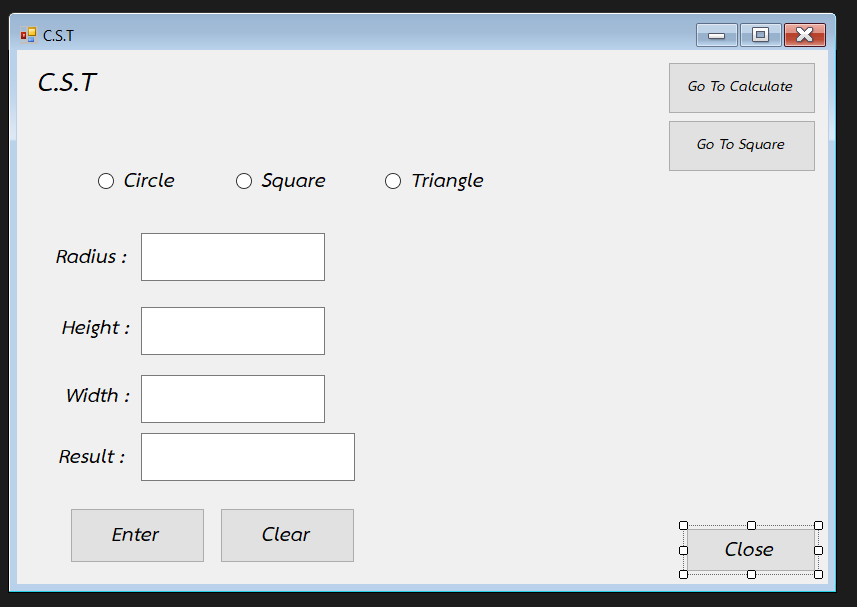 C.S.T
C.S.T
Go To Calculate
Go To Square
Circle
Square
Triangle
Radius :
Height :
Width :
Result :
Enter
Clear
Close